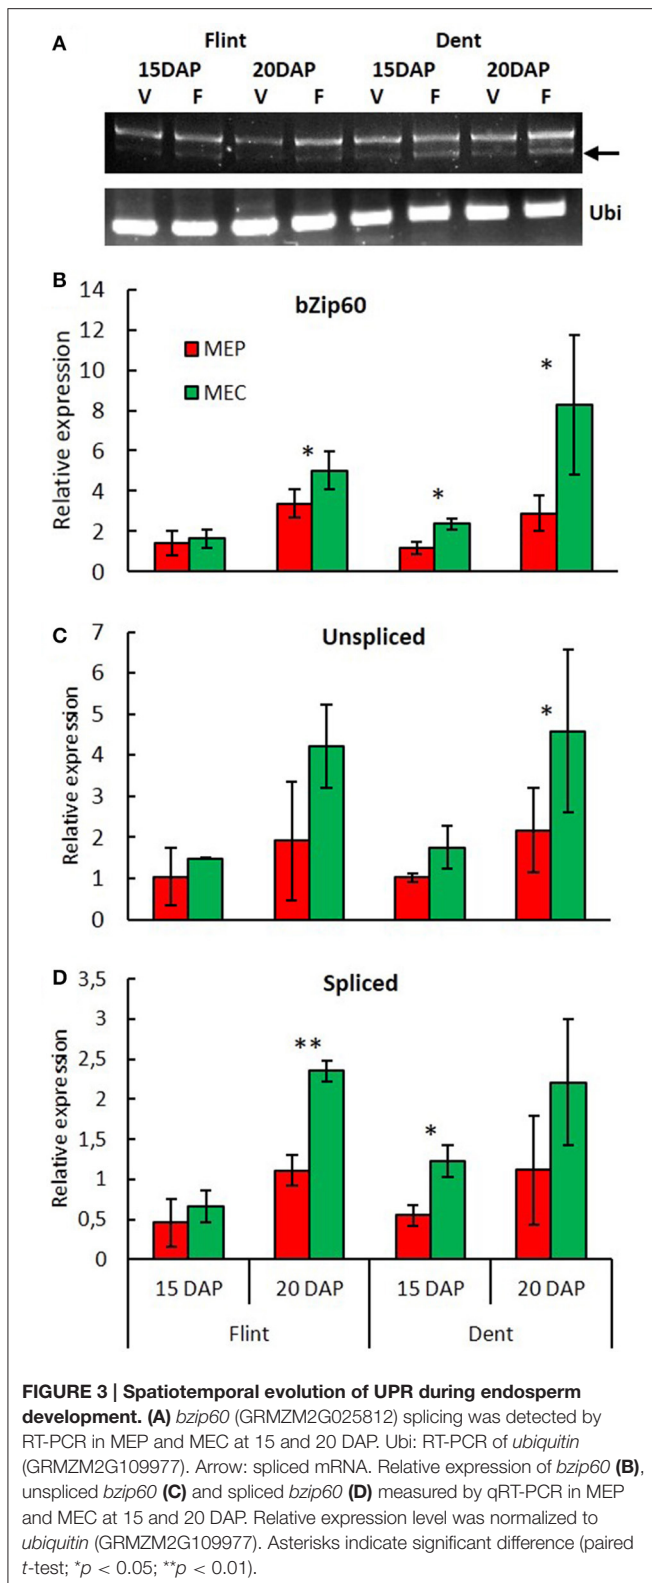 A
Flint Dent
15DAP 20DAP 15DAP 20DAP
V F V F V F V F
Ubi
B
bZip60
Relative expression
14
12
10
8
6
4
2
0
MEP
MEC
*
*
*
C
Unspliced
Relative expression
7
6
5
4
3
2
1
0
*
D
Spliced
Relative expression
3,5
3
2,5
2
1,5
1
0,5
0
**
*
15 DAP 20 DAP 15 DAP 20 DAP
Flint Dent
FIGURE 3 | Spatiotemporal evolution of UPR during endosperm
development. (A) bzip60 (GRMZM2G025812) splicing was detected by
RT-PCR in MEP and MEC at 15 and 20 DAP. Ubi: RT-PCR of ubiquitin
(GRMZM2G109977). Arrow: spliced mRNA. Relative expression of bzip60 (B),
unspliced bzip60 (C) and spliced bzip60 (D) measured by qRT-PCR in MEP
and MEC at 15 and 20 DAP. Relative expression level was normalized to
ubiquitin (GRMZM2G109977). Asterisks indicate significant difference (paired
t-test; *p < 0.05; **p < 0.01).